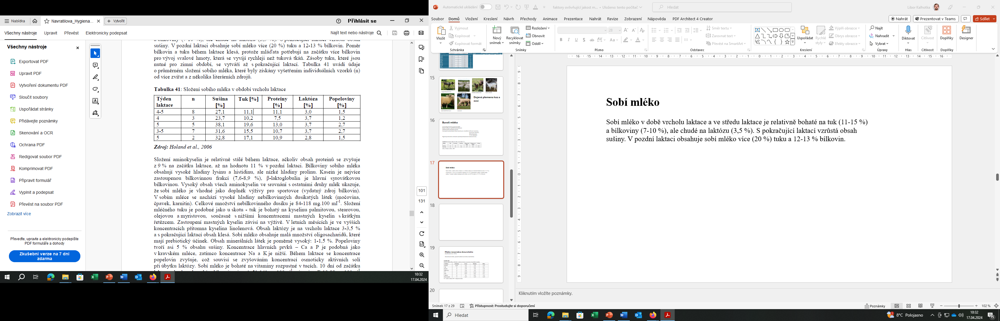 Nabídka
Navratilova_Hygiena...
Vytvořit
Přihlásit se
Všechny nástroje
Upravit
Převést
Elektronicky podepsat
Najít text nebo nástroje
Všechny nástroje
Exportovat PDF
Upravit PDF
Vytvoření dokumentu PDF
Sloučit soubory
Uspořádat stránky
Přidávejte poznámky
Skenování a OCR
Ochrana PDF
Redigovat soubor PDF
Komprimovat PDF
Připravit formulář
Vyplnit a podepsat
Převést na soubor PDF
Zobrazit více
Převeďte, upravte a elektronicky podepište
PDF formuláře a dohody
Zkušební verze na 7 dní
zdarma
a bílkoviny (7-10 %), ale chudé na laktózu (3,5 %). S pokračující laktací vzrůstá obsah
sušiny. V pozdní laktaci obsahuje sobí mléko více (20 %) tuku a 12-13 % bílkovin. Poměr
bílkovin a tuku během laktace klesá, protože mláďata potřebují na začátku více bílkovin
pro vývoj svalové hmoty, která se vyvíjí rychleji než tuková tkáň. Zásoby tuku, které jsou
nutné pro zimní období, se vytváří až s pokračující laktací. Tabulka 41 uvádí údaje
o průměrném složení sobího mléka, které byly získány vyšetřením individuálních vzorků (n)
od více zvířat a z několika literárních zdrojů.
Tabulka 41: Složení sobího mléka v období vrcholu laktace
Týden laktace n Sušina [%] Tuk [%] Proteiny [%] Laktóza [%] Popeloviny [%]
4-5 8 27,1 11,1 11,1 3,0 1,5
4 3 23,7 10,2 7,5 3,7 1,2
5 5 38,1 19,6 13,0 3,7 2,7
3-5 7 31,6 15,5 10,7 3,7 2,7
5 2 32,8 17,1 10,9 2,8 1,5
Zdroj: Holand et al., 2006
Složení aminokyselin je relativně stálé během laktace, ačkoliv obsah proteinů se zvyšuje
z 9 % na začátku laktace, až na hodnotu 11 % v pozdní laktaci. Bílkoviny sobího mléka
obsahují vysoké hladiny lysinu a histidinu, ale nízké hladiny prolinu. Kasein je nejvíce
zastoupenou bílkovinnou frakcí (7,6-8,9 %), β-laktoglobulin je hlavní syrovátkovou
bílkovinou. Vysoký obsah všech aminokyselin ve srovnání s ostatními druhy mlék ukazuje,
že sobí mléko je vhodné jako doplněk výživy pro sportovce (vydatný zdroj bílkovin).
V sobím mléce se nachází vysoké hladiny nebílkovinných dusíkatých látek (močovina,
čpavek, karnitin). Celkové množství nebílkovinného dusíku je 84-118 mg.100 ml-1. Složení
mléčného tuku je podobné jako u skotu - tuk je bohatý na kyselinu palmitovou, stearovou,
olejovou a myristovou, současně s nižšími koncentracemi mastných kyselin s krátkým
řetězcem. Zastoupení mastných kyselin závisí na výživě. V letních měsících je ve vyšších
koncentracích přítomna kyselina linolenová. Obsah laktózy je na vrcholu laktace 3-3,5 %
a s pokračující laktací obsah klesá. Sobí mléko obsahuje malá množství oligosacharidů, které
mají prebiotický účinek. Obsah minerálních látek je poměrně vysoký: 1-1,5 %. Popeloviny
tvoří asi 5 % obsahu sušiny. Koncentrace hlavních prvků – Ca a P je podobná jako
v kravském mléce, zatímco koncentrace Na a K je nižší. Během laktace se koncentrace
popelovin zvyšuje, což souvisí se zvyšováním koncentrací osmoticky aktivních solí
při úbytku laktózy. Sobí mléko je bohaté na vitaminy rozpustné v tucích. 10 dní od začátku
101
131
10:32
17.04.2024
Automatické ukládání
faktory ovlivňující jakost m... • Uloženo: tento počítač
Hledat
Libor Kalhotka
Soubor Domů Vložení Kreslení Návrh Přechody Animace Prezentace Nahrát Revize Zobrazení Nápověda PDF Architect 4 Creator
Nahrát
Prezentovat v Teams
Sdílet
Vložit
Vyjmout
Kopírovat
Kopírovat formát
Schránka
Nový snímek
Recyklovat snímky
Rozložení
Obnovit
Oddíl
Snímky
28
Písmo
Směr textu
Zarovnat text
Převést na SmartArt
Odstavec
Uspořádat
Rychlé styly
Výplň obrazce
Obrys obrazce
Efekty obrazce
Kreslení
Najít
Nahradit
Vybrat
Úpravy
Diktovat
Hlas
Citlivost
Citlivost
Doplňky
Doplňky
Designer
15
Dojená plemena koz a
ovcí
16
Buvolí mléko
17
Sobí mléko
18
19
Mléko nosorožce dvourohého
20
Sobí mléko
Sobí mléko v době vrcholu laktace a ve středu laktace je relativně bohaté na tuk (11-15 %)
a bílkoviny (7-10 %), ale chudé na laktózu (3,5 %). S pokračující laktací vzrůstá obsah
sušiny. V pozdní laktaci obsahuje sobí mléko více (20 %) tuku a 12-13 % bílkovin.
Kliknutím vložíte poznámky.
Snímek 17 z 29
Přístupnost: Prostudujte si doporučení
Poznámky
102 %
Hledat
8°C Polojasno
10:32
17.04.2024
15